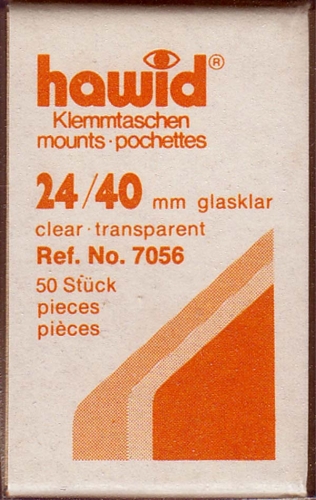 hawid®
Klemmtaschen
mounts · pochettes
24/40 mm glasklar
clear · transparent
Ref. No. 7056
50 Stück
pieces
pièces